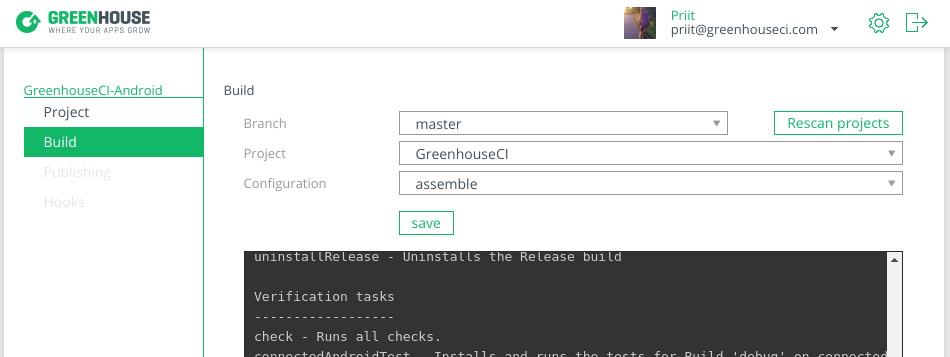 GREENHOUSE
WHERE YOUR APPS GROW
Priit
priit@greenhouseci.com
GreenhouseCI-Android
Project
Build
Publishing
Hooks
Build
Branch
master
Rescan projects
Project
GreenhouseCI
Configuration
assemble
save
uninstallRelease - Uninstalls the Release build
Verification tasks
------------------
check - Runs all checks.
connectedAndroidTest - Installs and runs the tests for Build 'debug' on connected